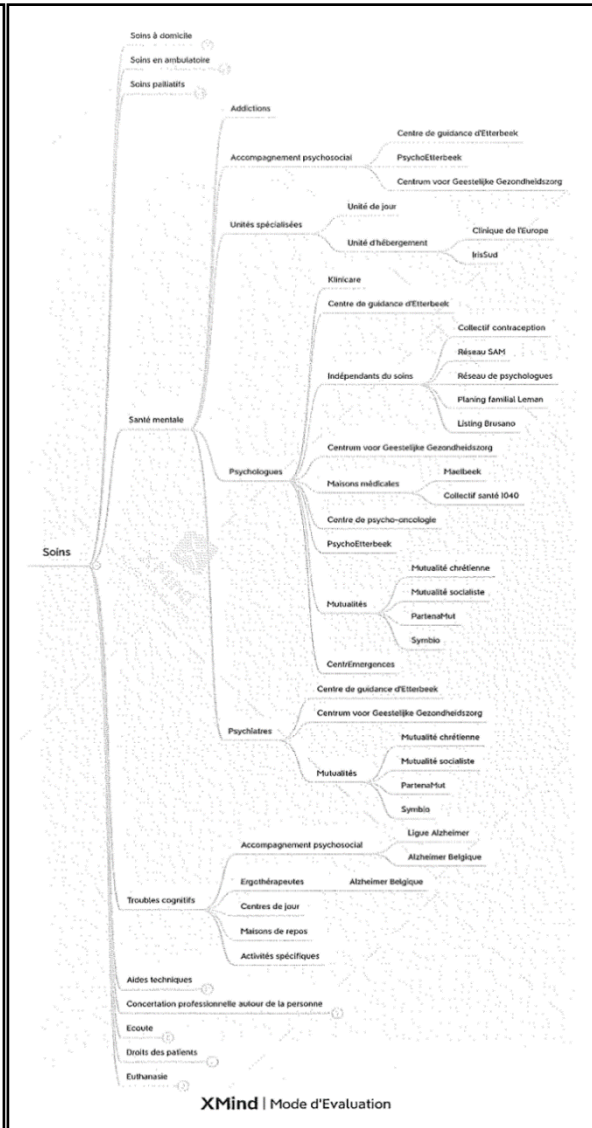 Soins à domicile
Soins en ambulatoire
Soins palliatifs
Addictions
Centre de guidance d'Etterbeek
Accompagnement psychosocial
PsychoEtterbeek
Centrum voor Geestelijke Gezondheidszorg
Unité de jour
Unités spécialisées
Clinique de l'Europe
Unité d'hébergement
IrisSud
Klinicare
Centre de guidance d'Etterbeek
Collectif contraception
Réseau SAM
Indépendants du soins
Réseau de psychologues
Planing familial Leman
Listing Brusano
Santé mentale
Centrum voor Geestelijke Gezondheidszorg
Psychologues
Maelbeek
Maisons médicales
Collectif santé 1040
Centre de psycho-oncologie
PsychoEtterbeek
Soins
Mutualité chrétienne
Mutualité socialiste
Mutualités
PartenaMut
Symbio
CentrEmergences
Centre de guidance d'Etterbeek
Centrum voor Geestelijke Gezondheidszorg
Psychiatres
Mutualité chrétienne
Mutualité socialiste
Mutualités
PartenaMut
Symbio
Ligue Alzheimer
Accompagnement psychosocial
Alzheimer Belgique
Ergothérapeutes
Alzheimer Belgique
Troubles cognitifs
Centres de jour
Maisons de repos
Activités spécifiques
Aides techniques
Concertation professionnelle autour de la personne
Ecoute
Droits des patients
Euthanasie
XMind
XMind | Mode d'Evaluation